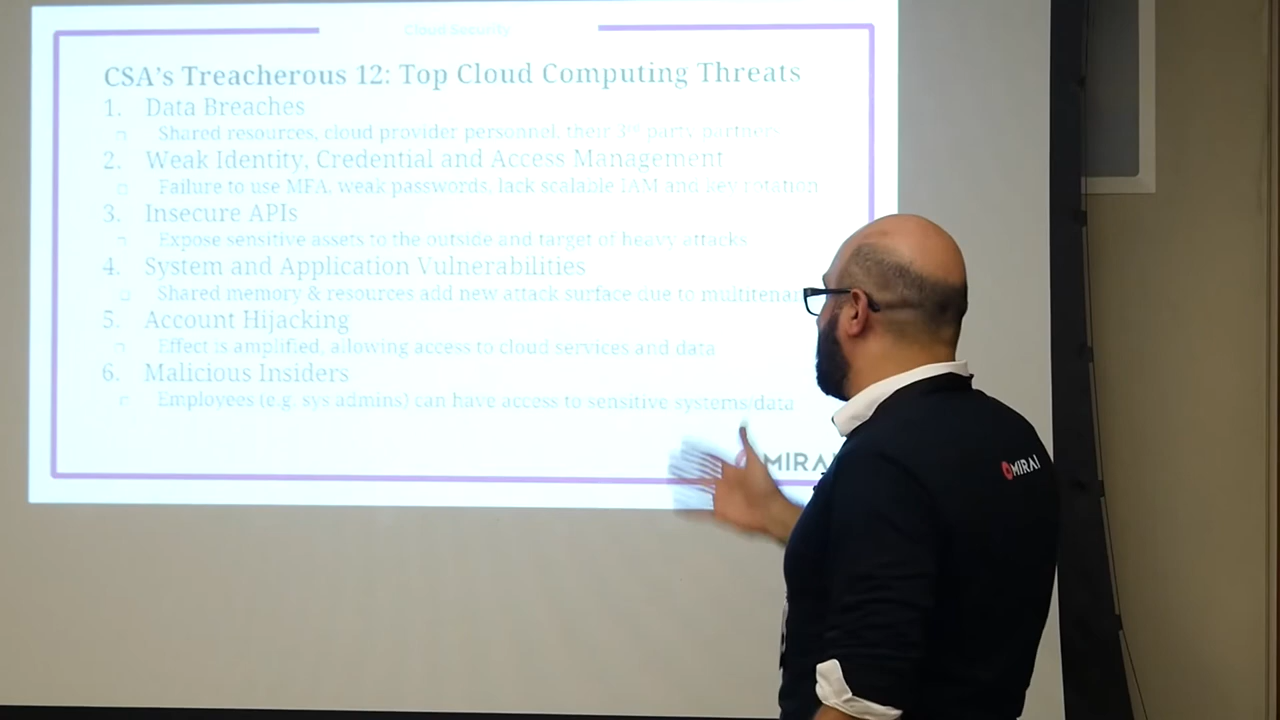 Cloud Security
CSA's Treacherous 12: Top Cloud Computing Threats
1. Data Breaches
Shared resources, cloud provider personnel, their 3rd party partners
2. Weak Identity, Credential and Access Management
Failure to use MFA, weak passwords, lack scalable IAM and key rotation
3. Insecure APIs
Expose sensitive assets to the outside and target of heavy attacks
4. System and Application Vulnerabilities
Shared memory & resources add new attack surface due to
5. Account Hijacking
Effect is amplified, allowing access to cloud services and data
6. Malicious Insiders
Employees (e.g. sys admins) can have access to sensitive systems/data
MIRA
MIRAI